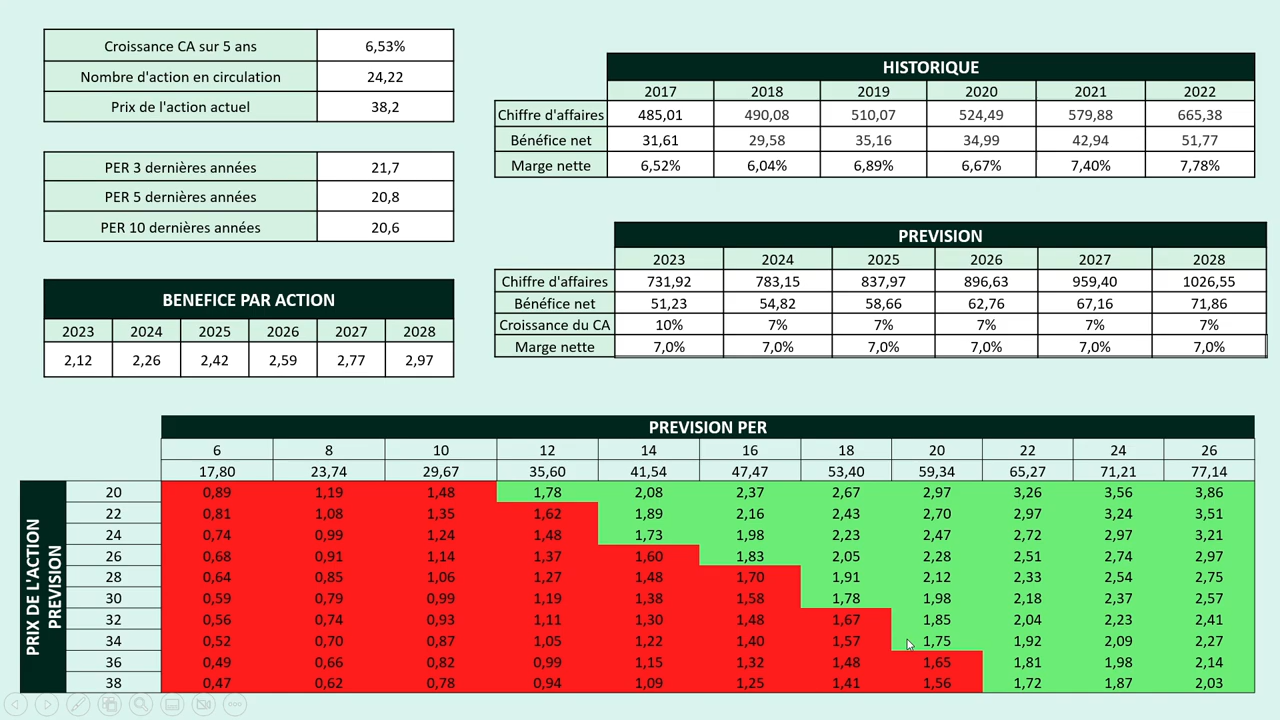 Croissance CA sur 5 ans 6,53%
Nombre d'action en circulation 24,22
Prix de l'action actuel 38,2
PER 3 dernières années 21,7
PER 5 dernières années 20,8
PER 10 dernières années 20,6
BENEFICE PAR ACTION
2023 2024 2025 2026 2027 2028
2,12 2,26 2,42 2,59 2,77 2,97
HISTORIQUE
2017 2018 2019 2020 2021 2022
Chiffre d'affaires 485,01 490,08 510,07 524,49 579,88 665,38
Bénéfice net 31,61 29,58 35,16 34,99 42,94 51,77
Marge nette 6,52% 6,04% 6,89% 6,67% 7,40% 7,78%
PREVISION
2023 2024 2025 2026 2027 2028
Chiffre d'affaires 731,92 783,15 837,97 896,63 959,40 1026,55
Bénéfice net 51,23 54,82 58,66 62,76 67,16 71,86
Croissance du CA 10% 7% 7% 7% 7% 7%
Marge nette 7,0% 7,0% 7,0% 7,0% 7,0% 7,0%
PREVISION PER
6 8 10 12 14 16 18 20 22 24 26
17,80 23,74 29,67 35,60 41,54 47,47 53,40 59,34 65,27 71,21 77,14
PRIX DE L'ACTION
PREVISION
20 0,89 1,19 1,48 1,78 2,08 2,37 2,67 2,97 3,26 3,56 3,86
22 0,81 1,08 1,35 1,62 1,89 2,16 2,43 2,70 2,97 3,24 3,51
24 0,74 0,99 1,24 1,48 1,73 1,98 2,23 2,47 2,72 2,97 3,21
26 0,68 0,91 1,14 1,37 1,60 1,83 2,05 2,28 2,51 2,74 2,97
28 0,64 0,85 1,06 1,27 1,48 1,70 1,91 2,12 2,33 2,54 2,75
30 0,59 0,79 0,99 1,19 1,38 1,58 1,78 1,98 2,18 2,37 2,57
32 0,56 0,74 0,93 1,11 1,30 1,48 1,67 1,85 2,04 2,23 2,41
34 0,52 0,70 0,87 1,05 1,22 1,40 1,57 1,75 1,92 2,09 2,27
36 0,49 0,66 0,82 0,99 1,15 1,32 1,48 1,65 1,81 1,98 2,14
38 0,47 0,62 0,78 0,94 1,09 1,25 1,41 1,56 1,72 1,87 2,03